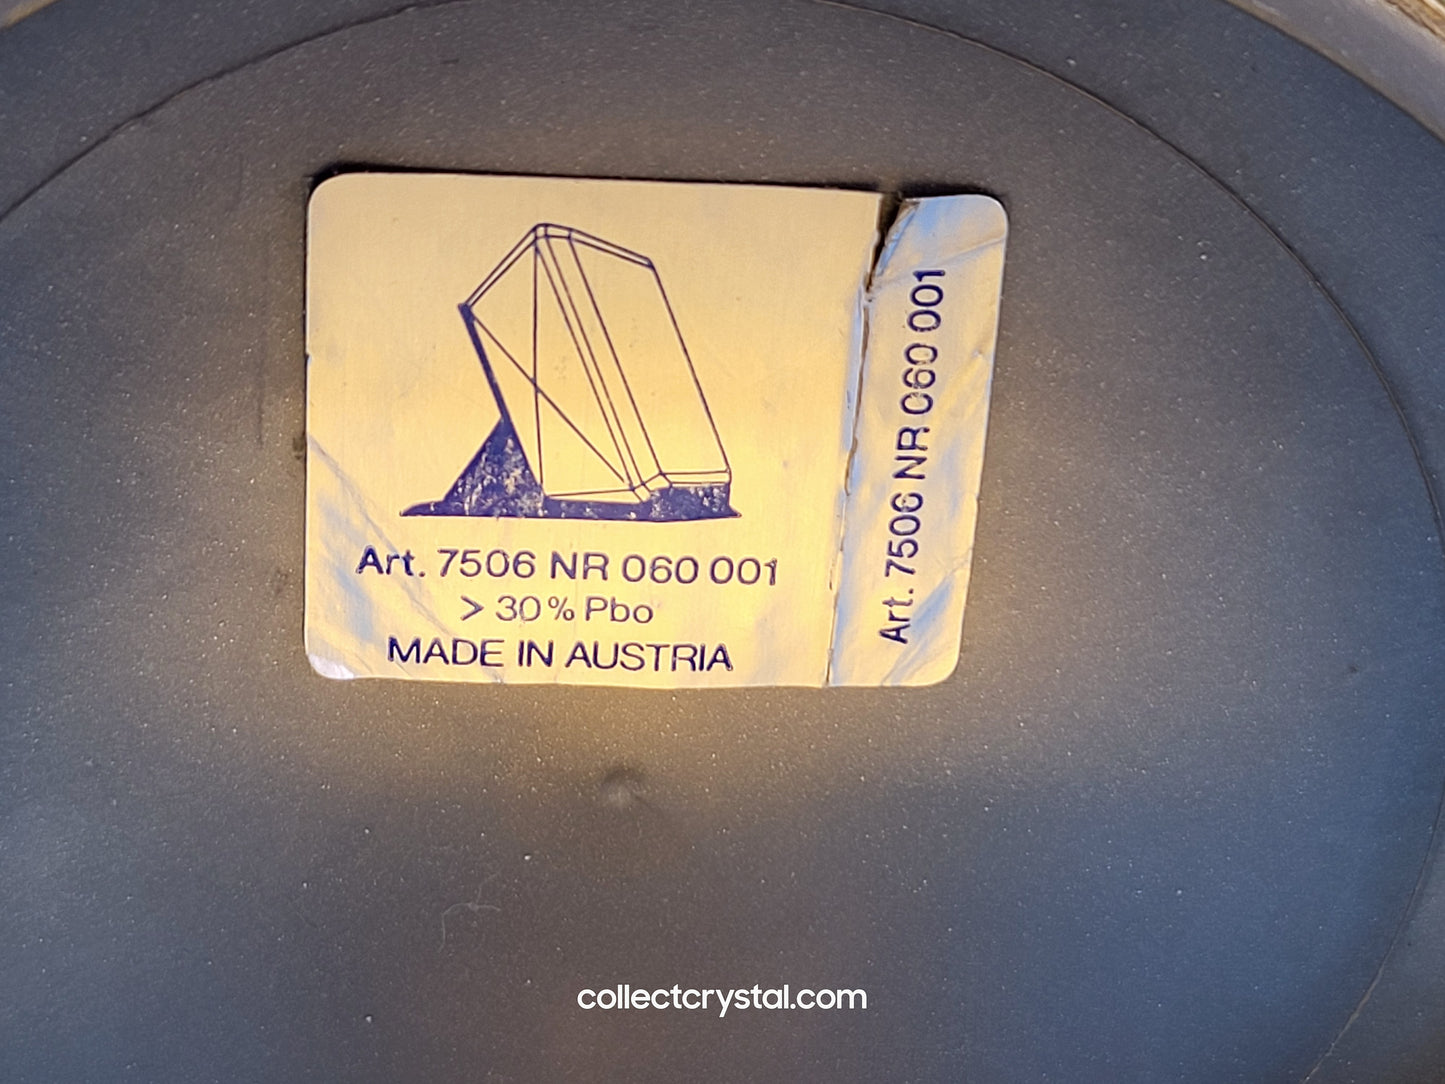 Art. 7506 NR 060 001
> 30% Pbo
MADE IN AUSTRIA
Art. 7506 NR 060 001
collectcrystal.com